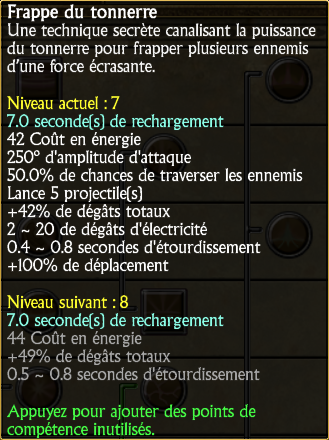 Frappe du tonnerre
Une technique secrète canalisant la puissance
du tonnerre pour frapper plusieurs ennemis
d'une force écrasante.
Niveau actuel : 7
7.0 seconde(s) de rechargement
42 Coût en énergie
250° d'amplitude d'attaque
50.0% de chances de traverser les ennemis
Lance 5 projectile(s)
+42% de dégâts totaux
2 ~ 20 de dégâts d'électricité
0.4 ~ 0.8 secondes d'étourdissement
+100% de déplacement
Niveau suivant : 8
7.0 seconde(s) de rechargement
44 Coût en énergie
+49% de dégâts totaux
0.5 ~ 0.8 secondes d'étourdissement
Appuyez pour ajouter des points de
compétence inutilisés.